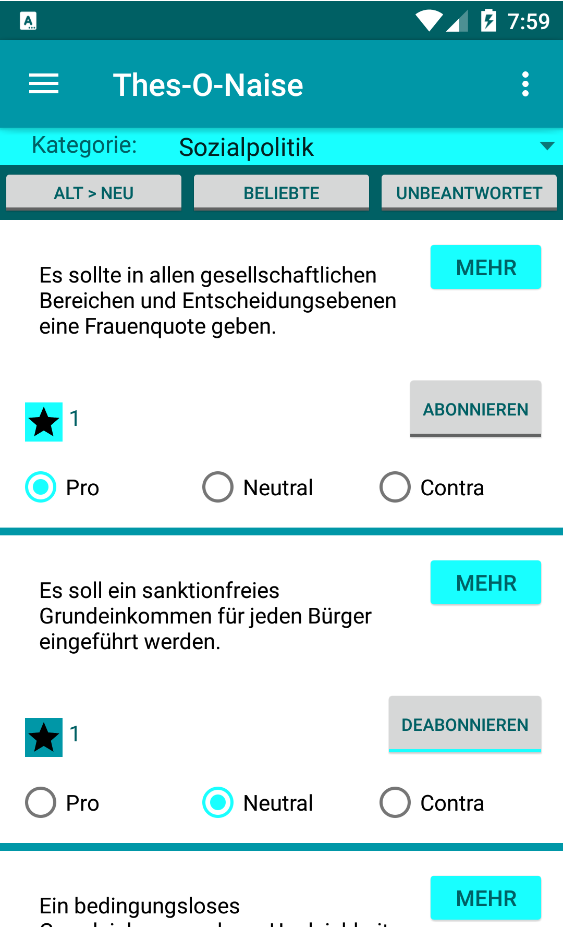 7:59
Thes-O-Naise
Kategorie: Sozialpolitik
ALT > NEU BELIEBTE UNBEANTWORTET
Es sollte in allen gesellschaftlichen
Bereichen und Entscheidungsebenen
eine Frauenquote geben.
MEHR
1
ABONNIEREN
Pro Neutral Contra
Es soll ein sanktionfreies
Grundeinkommen für jeden Bürger
eingeführt werden.
MEHR
1
DEABONNIEREN
Pro Neutral Contra
Ein bedingungsloses
MEHR